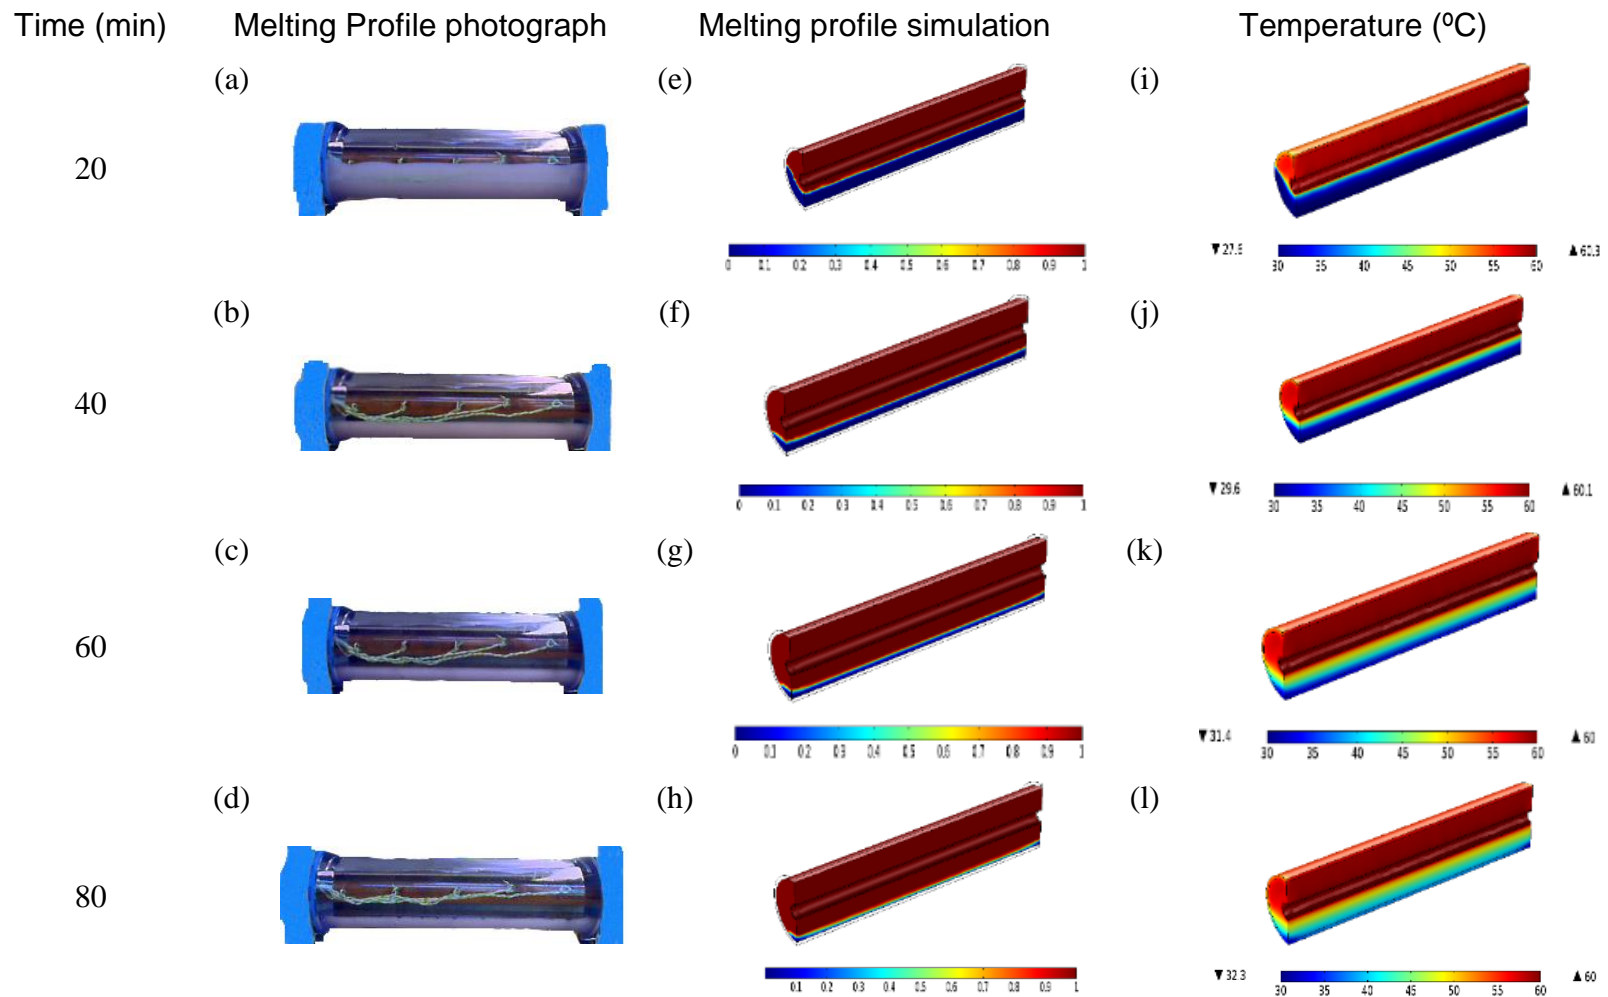 Time (min) Melting Profile photograph Melting profile simulation Temperature (ºC)
(a) (e) (i)
20
0 0.1 0.2 0.3 0.4 0.5 0.6 0.7 0.8 0.9 1 ▼ 27.6 30 35 40 45 50 55 60 ▲ 60.3
(b) (f) (j)
40
0 0.1 0.2 0.3 0.4 0.5 0.6 0.7 0.8 0.9 1 ▼ 29.6 30 35 40 45 50 55 60 ▲ 60.1
(c) (g) (k)
60
0 0.1 0.2 0.3 0.4 0.5 0.6 0.7 0.8 0.9 1 ▼ 31.4 30 35 40 45 50 55 60 ▲ 60
(d) (h) (l)
80
0.1 0.2 0.3 0.4 0.5 0.6 0.7 0.8 0.9 1 ▼ 32.3 30 35 40 45 50 55 60 ▲ 60